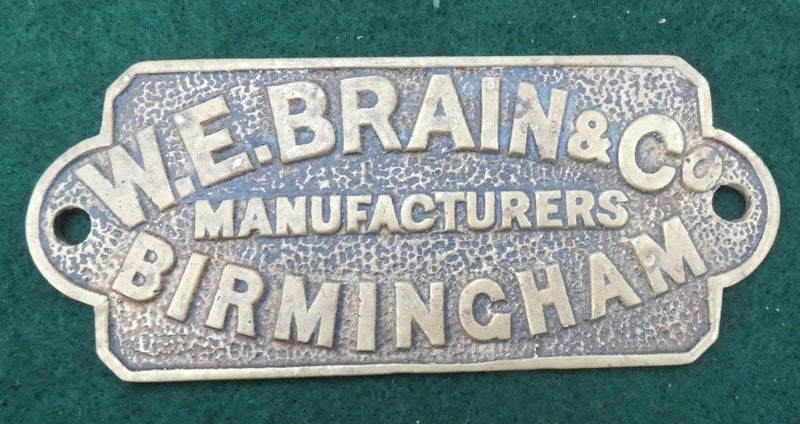 W.E. BRAIN & Co
MANUFACTURERS
BIRMINGHAM